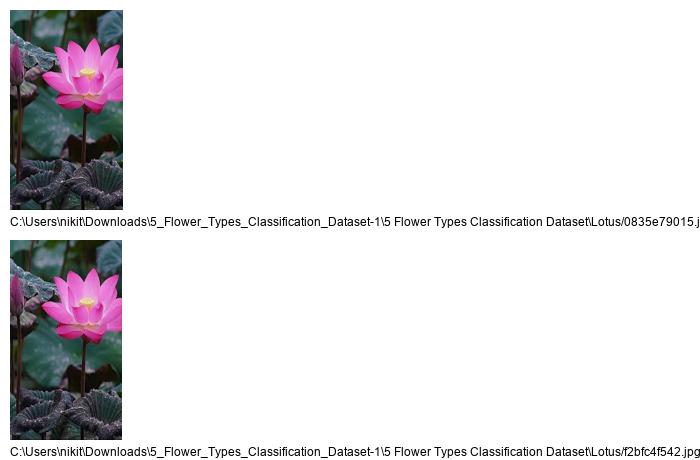 C:\Users\nikit\Downloads\5_Flower_Types_Classification_Dataset-1\5 Flower Types Classification Dataset\Lotus/0835e79015.j
C:\Users\nikit\Downloads\5_Flower_Types_Classification_Dataset-1\5 Flower Types Classification Dataset\Lotus/f2bfc4f542.jpg